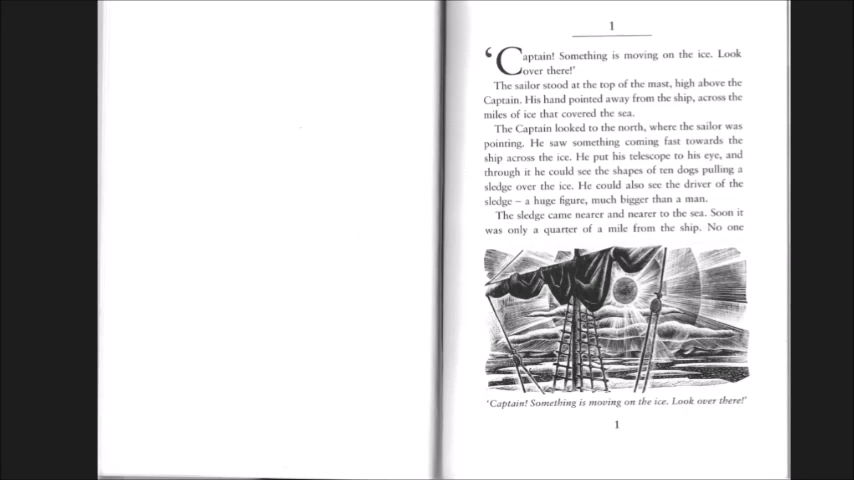 1
'Captain! Something is moving on the ice. Look
over there!'
The sailor stood at the top of the mast, high above the
Captain. His hand pointed away from the ship, across the
miles of ice that covered the sea.
The Captain looked to the north, where the sailor was
pointing. He saw something coming fast towards the
ship across the ice. He put his telescope to his eye, and
through it he could see the shapes of ten dogs pulling a
sledge over the ice. He could also see the driver of the
sledge – a huge figure, much bigger than a man.
The sledge came nearer and nearer to the sea. Soon it
was only a quarter of a mile from the ship. No one
'Captain! Something is moving on the ice. Look over there!'
1